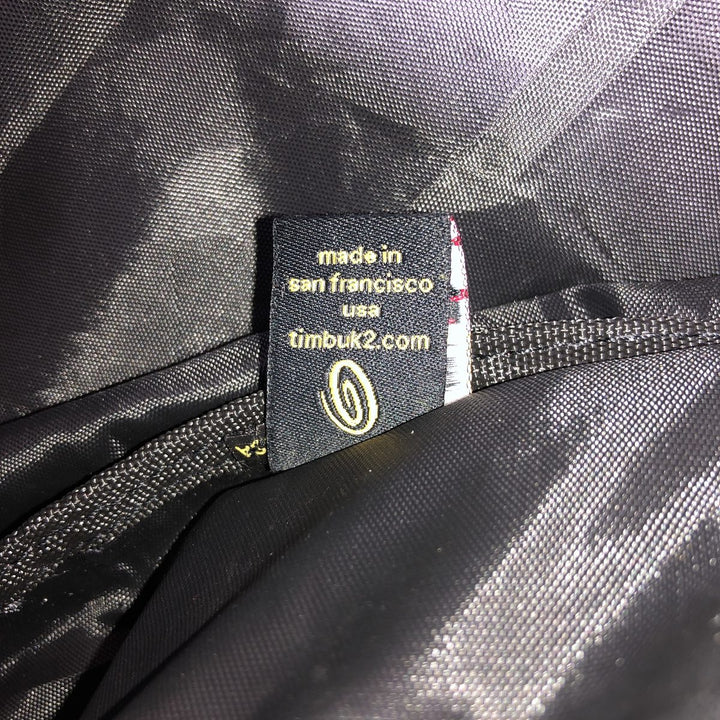 made in
san francisco
usa
timbuk2.com